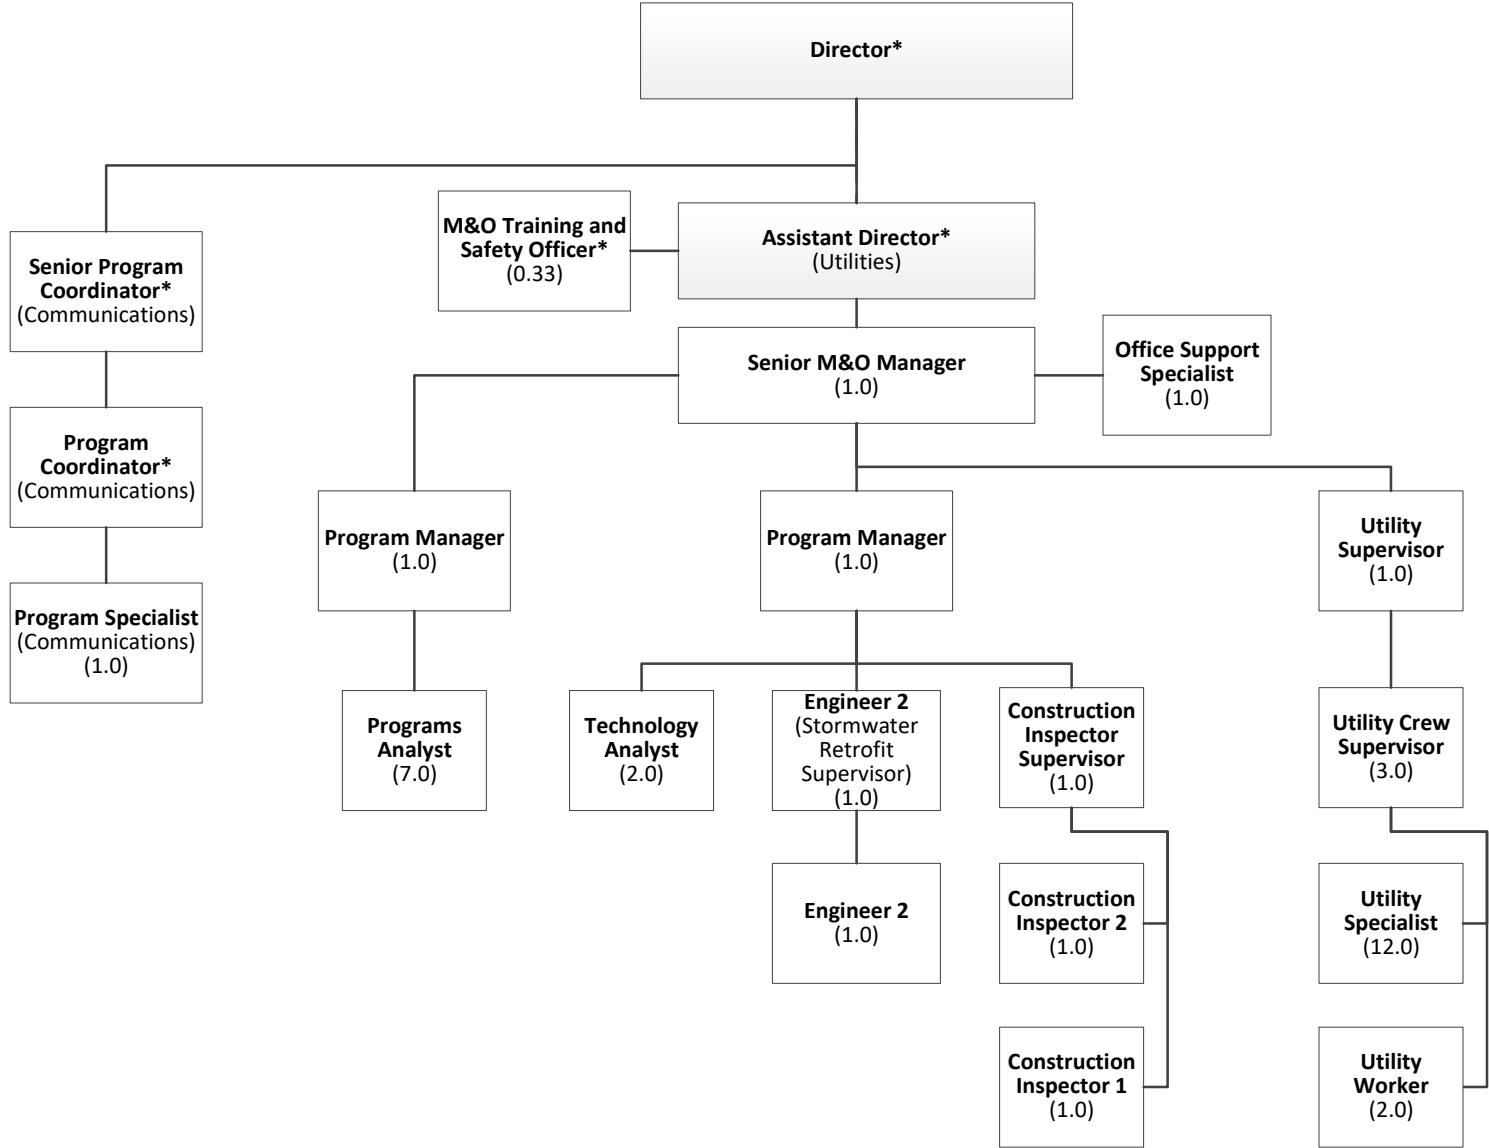 Director*
M&O Training and
Safety Officer*
(0.33)
Assistant Director*
(Utilities)
Senior Program
Coordinator*
(Communications)
Senior M&O Manager
(1.0)
Office Support
Specialist
(1.0)
Program
Coordinator*
(Communications)
Program Manager
(1.0)
Program Manager
(1.0)
Utility
Supervisor
(1.0)
Program Specialist
(Communications)
(1.0)
Programs
Analyst
(7.0)
Technology
Analyst
(2.0)
Engineer 2
(Stormwater
Retrofit
Supervisor)
(1.0)
Construction
Inspector
Supervisor
(1.0)
Utility Crew
Supervisor
(3.0)
Engineer 2
(1.0)
Construction
Inspector 2
(1.0)
Utility
Specialist
(12.0)
Construction
Inspector 1
(1.0)
Utility
Worker
(2.0)